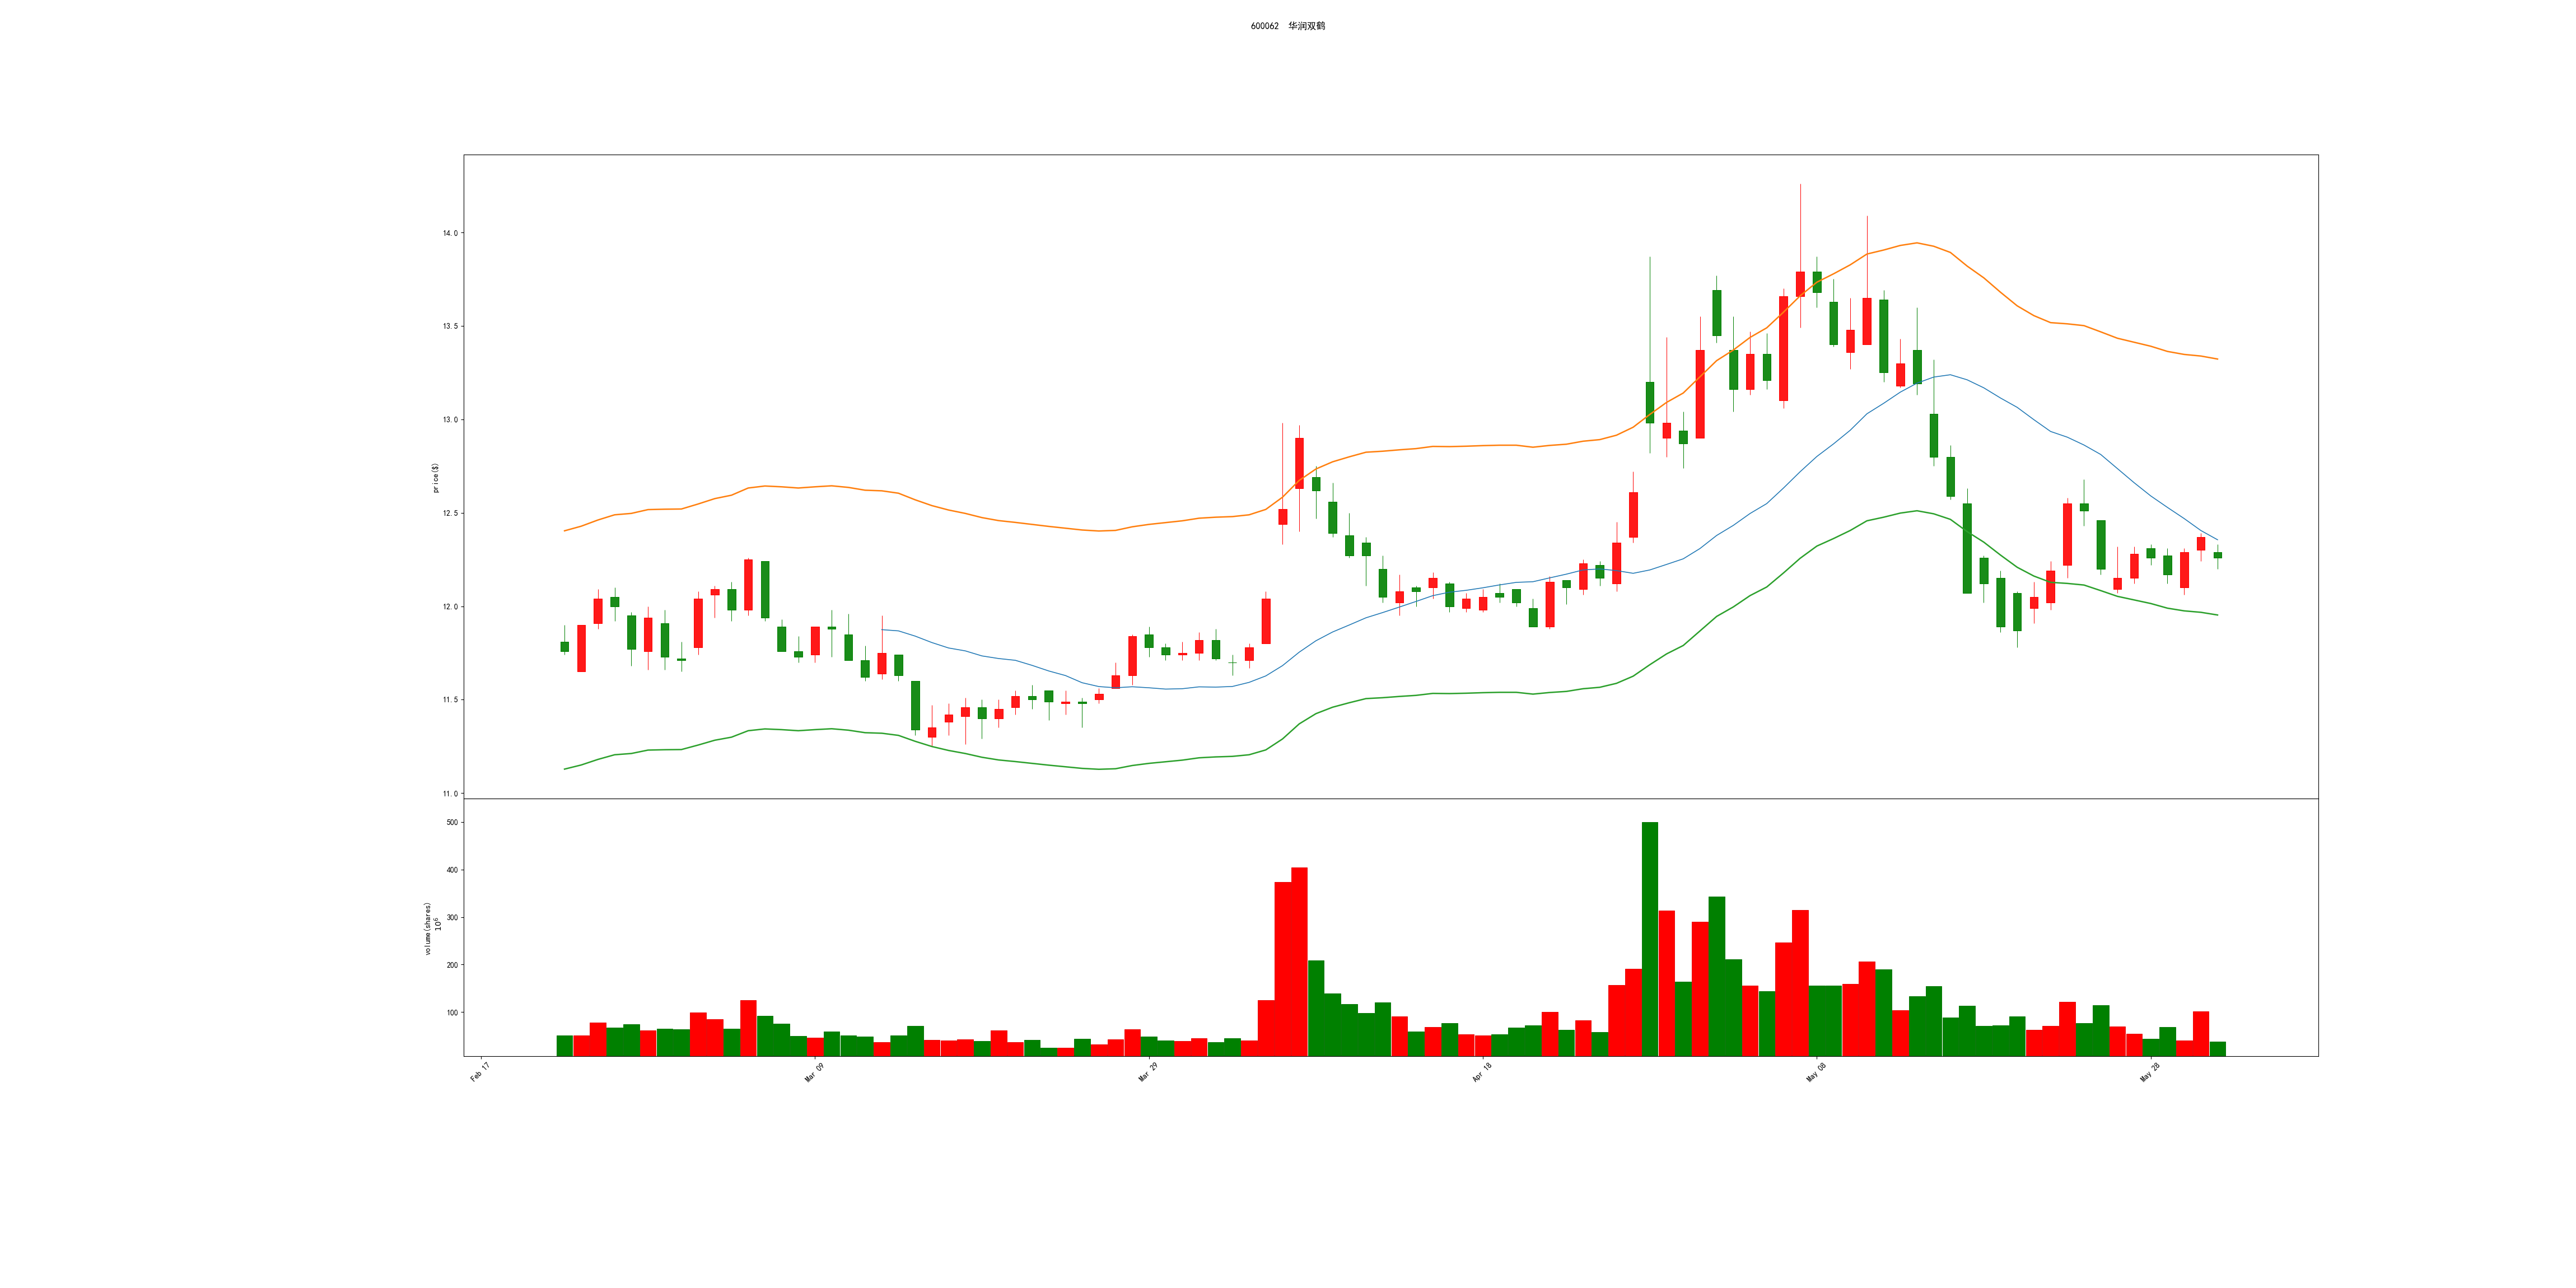 600062 华润双鹤
price($)
14.0
13.5
13.0
12.5
12.0
11.5
11.0
volume(shares)
10^6
500
400
300
200
100
Feb 17
Mar 09
Mar 29
Apr 18
May 08
May 28